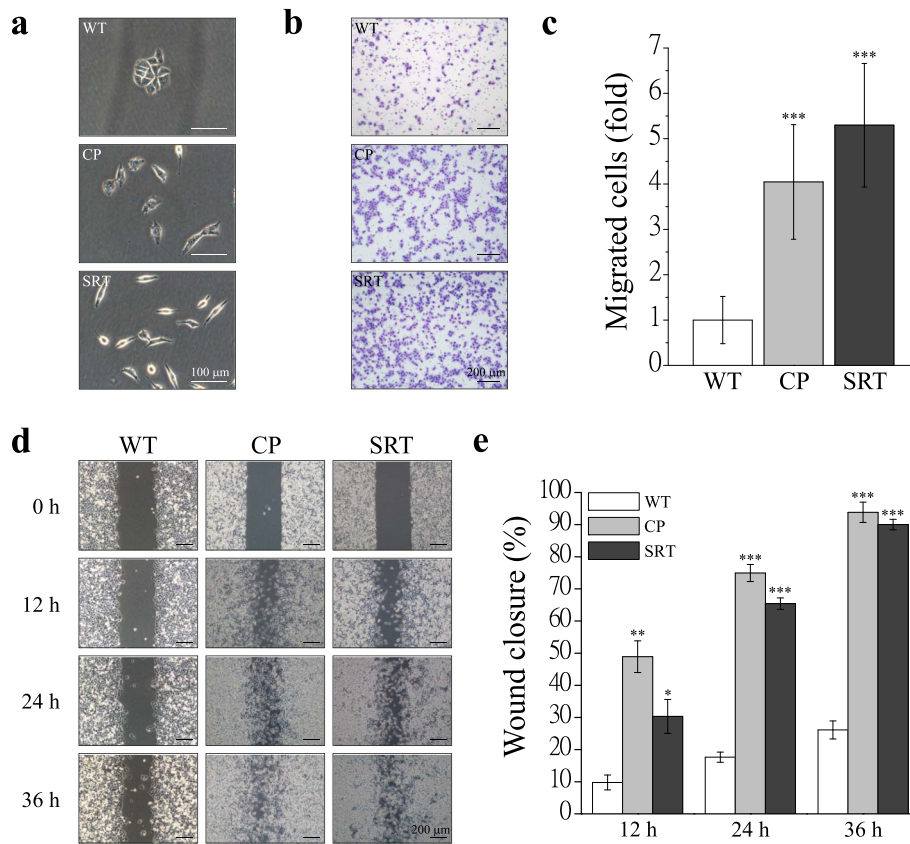 a
WT
CP
SRT
100 μm
b
WT
CP
SRT
200 μm
c
Migrated cells (fold)
7
6
5
4
3
2
1
0
***
***
WT CP SRT
d
WT CP SRT
0 h
12 h
24 h
36 h
200 μm
e
Wound closure (%)
100
90
80
70
60
50
40
30
20
10
0
WT
CP
SRT
**
*
***
***
***
***
12 h 24 h 36 h